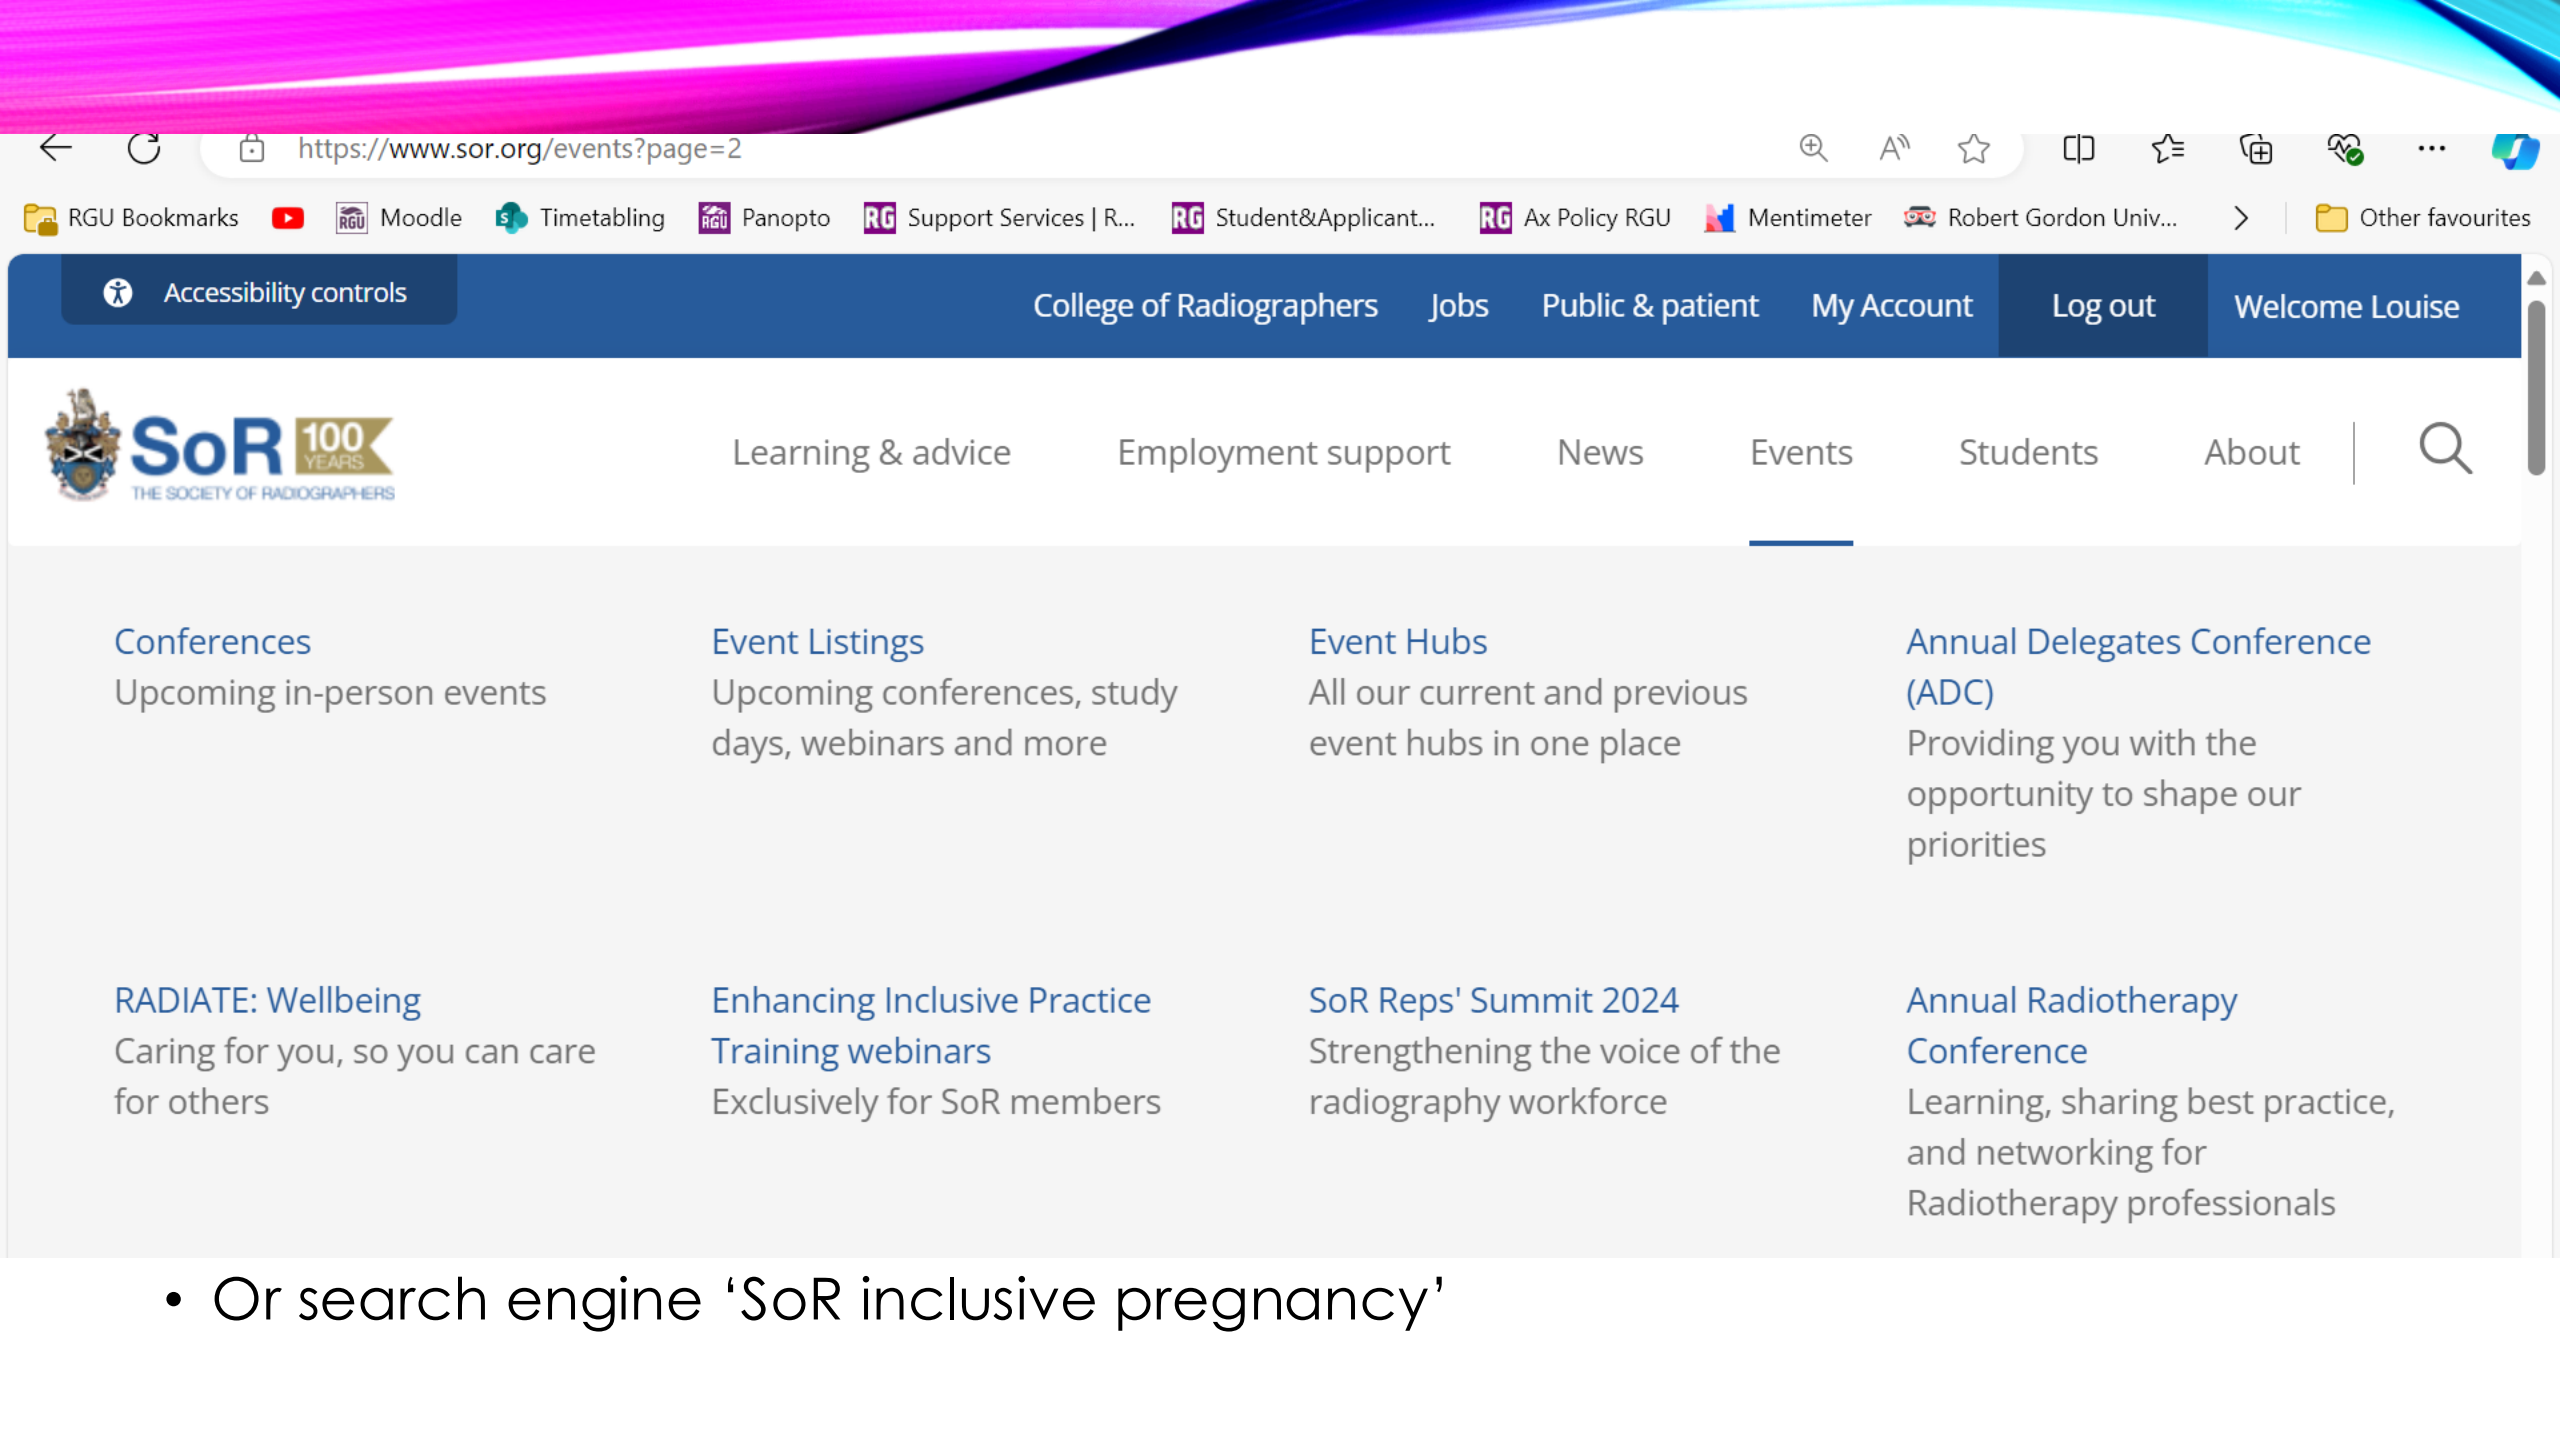 https://www.sor.org/events?page=2
RGU Bookmarks Moodle Timetabling Panopto Support Services | R... Student&Applicant... Ax Policy RGU Mentimeter Robert Gordon Univ... Other favourites
Accessibility controls College of Radiographers Jobs Public & patient My Account Log out Welcome Louise
SoR 100 YEARS
THE SOCIETY OF RADIOGRAPHERS
Learning & advice Employment support News Events Students About
Conferences
Upcoming in-person events
Event Listings
Upcoming conferences, study
days, webinars and more
Event Hubs
All our current and previous
event hubs in one place
Annual Delegates Conference
(ADC)
Providing you with the
opportunity to shape our
priorities
RADIATE: Wellbeing
Caring for you, so you can care
for others
Enhancing Inclusive Practice
Training webinars
Exclusively for SoR members
SoR Reps' Summit 2024
Strengthening the voice of the
radiography workforce
Annual Radiotherapy
Conference
Learning, sharing best practice,
and networking for
Radiotherapy professionals
• Or search engine ‘SoR inclusive pregnancy’